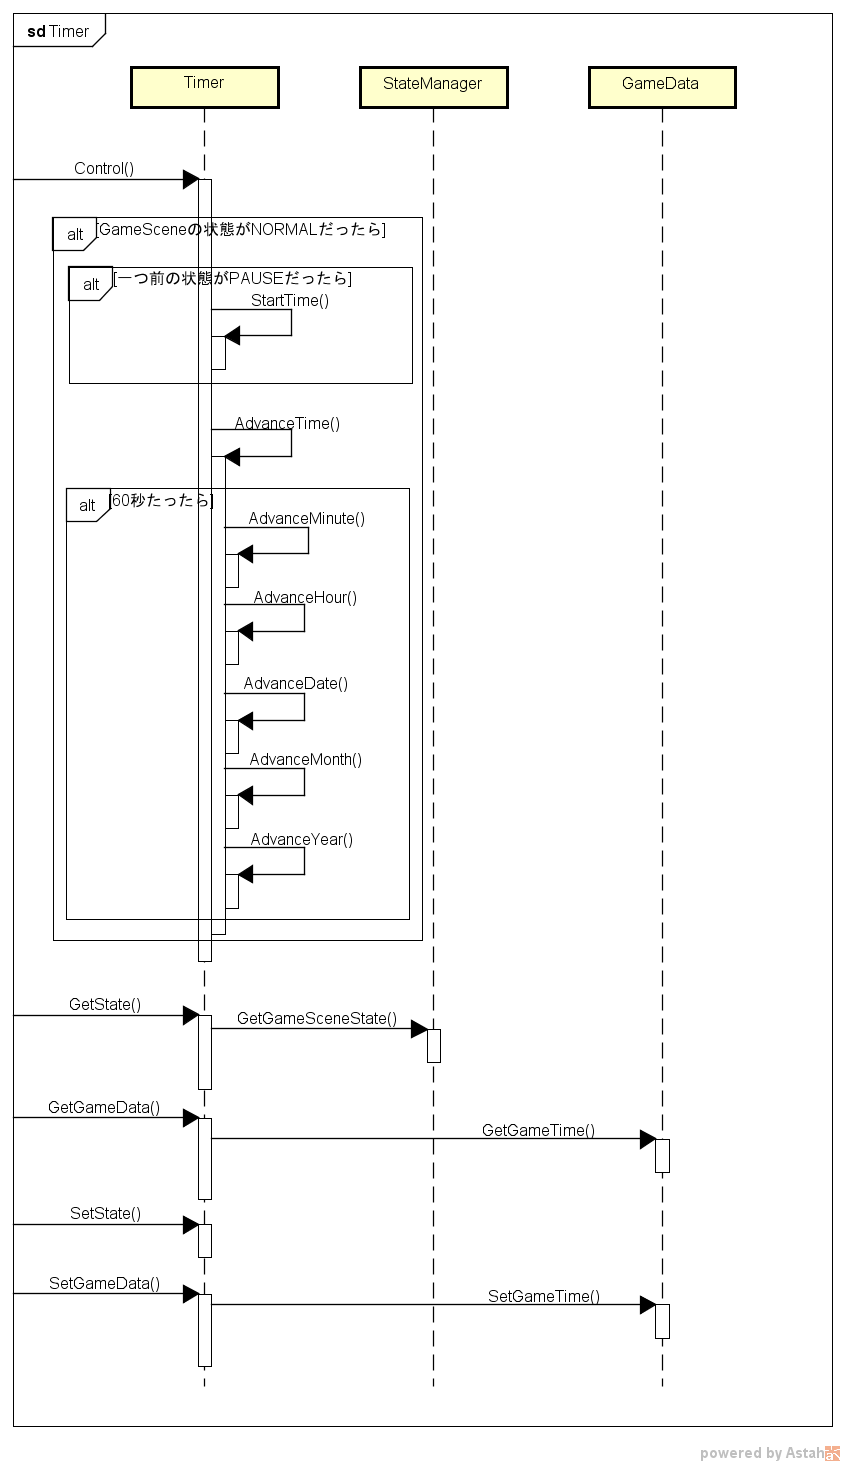 sd Timer
Timer
StateManager
GameData
Control()
alt
[GameSceneの状態がNORMALだったら]
alt
[一つ前の状態がPAUSEだったら]
StartTime()
AdvanceTime()
alt
[60秒たったら]
AdvanceMinute()
AdvanceHour()
AdvanceDate()
AdvanceMonth()
AdvanceYear()
GetState()
GetGameSceneState()
GetGameData()
GetGameTime()
SetState()
SetGameData()
SetGameTime()
powered by Astah